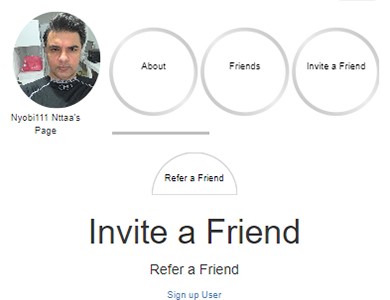 About
Friends
Invite a Friend
Nyobi111 Nttaa's
Page
Refer a Friend
Invite a Friend
Refer a Friend
Sign up User